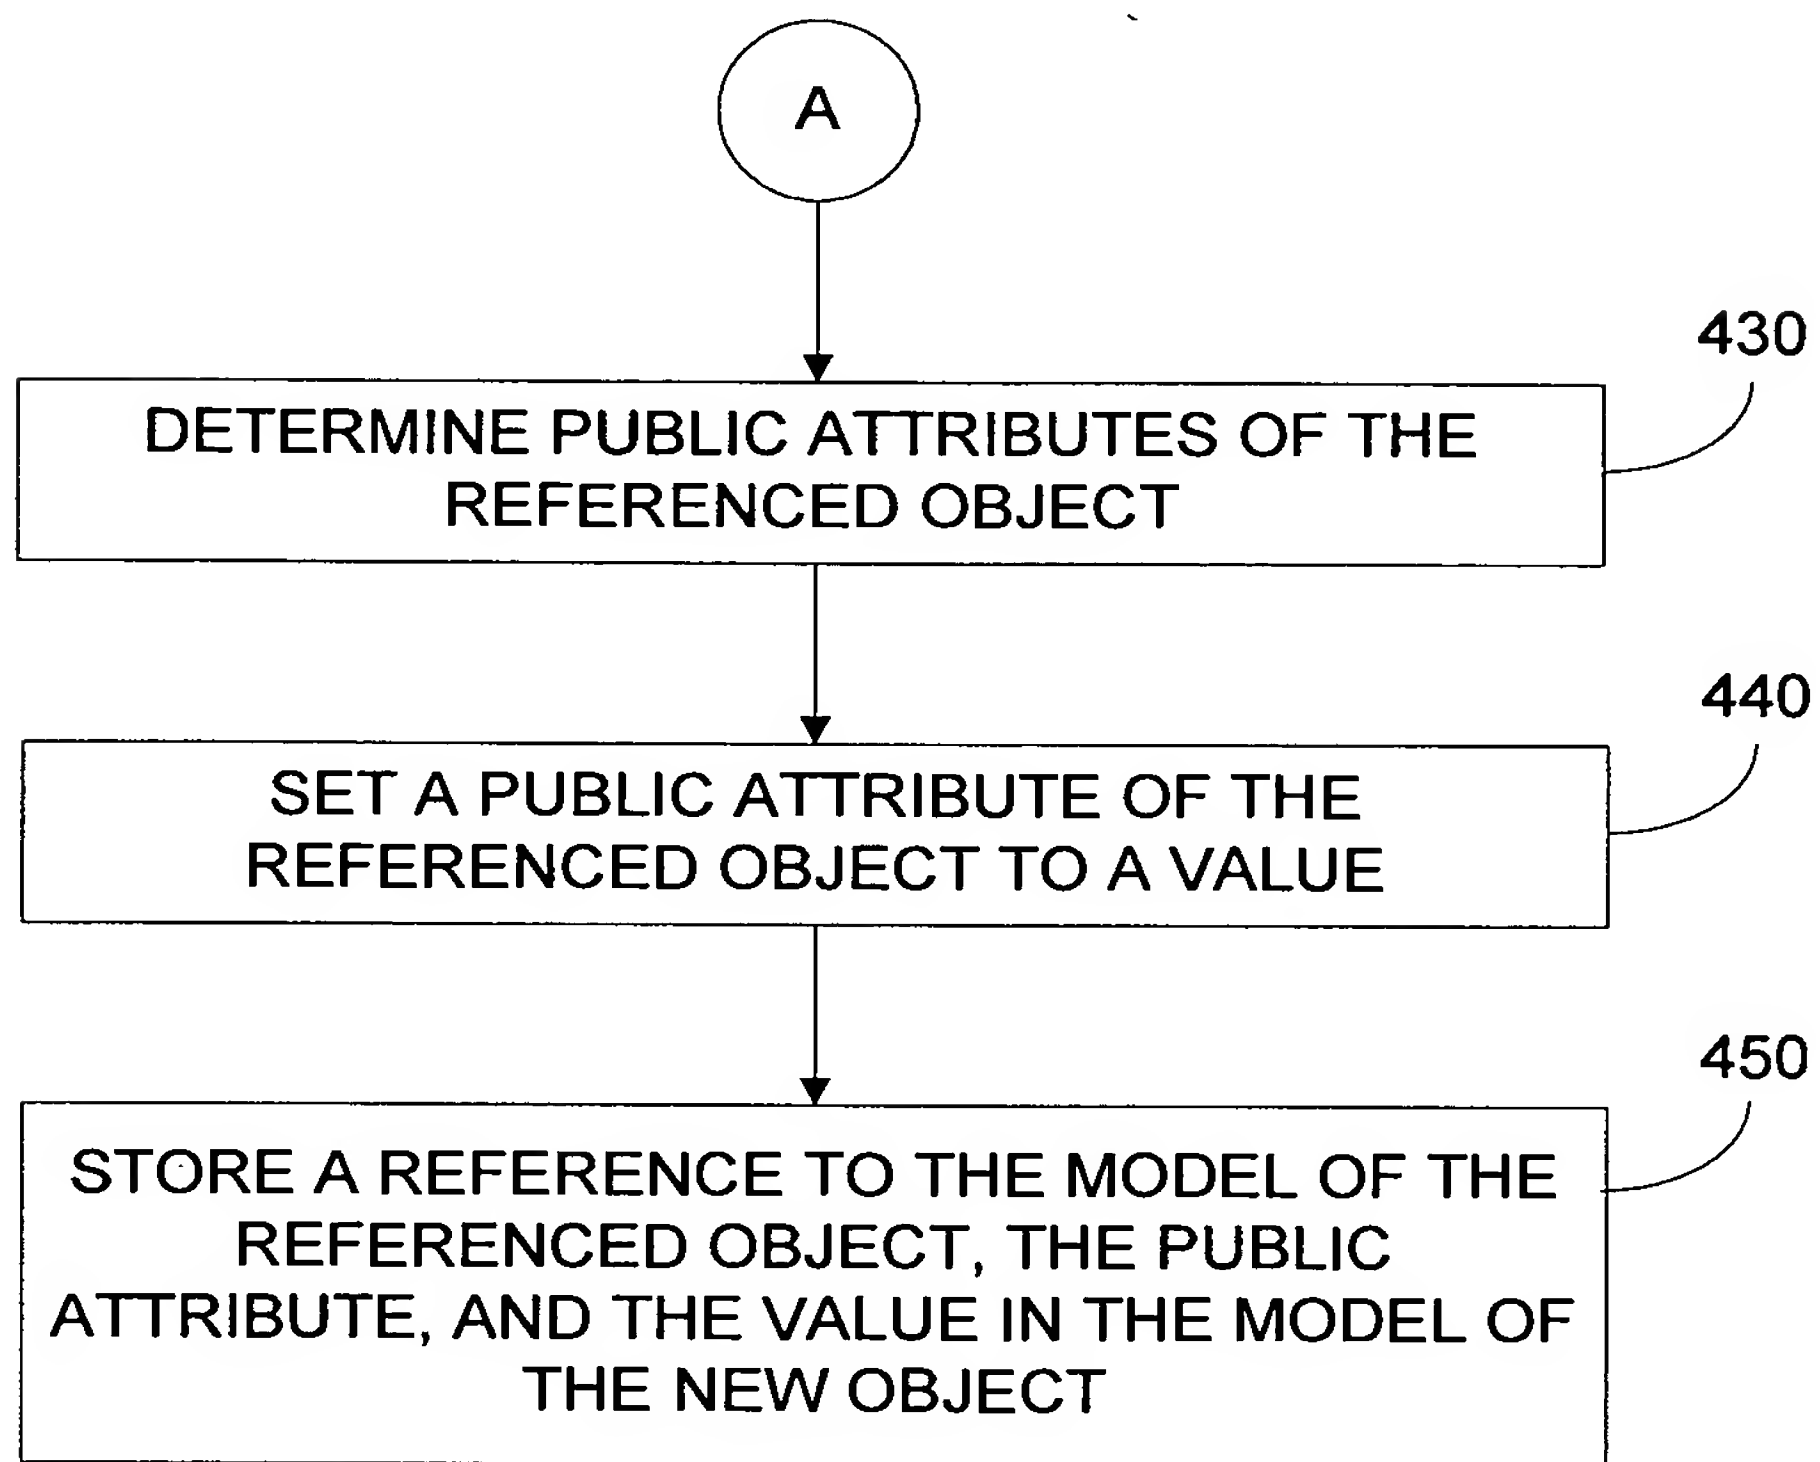 A
430
DETERMINE PUBLIC ATTRIBUTES OF THE
REFERENCED OBJECT
440
SET A PUBLIC ATTRIBUTE OF THE
REFERENCED OBJECT TO A VALUE
450
STORE A REFERENCE TO THE MODEL OF THE
REFERENCED OBJECT, THE PUBLIC
ATTRIBUTE, AND THE VALUE IN THE MODEL OF
THE NEW OBJECT